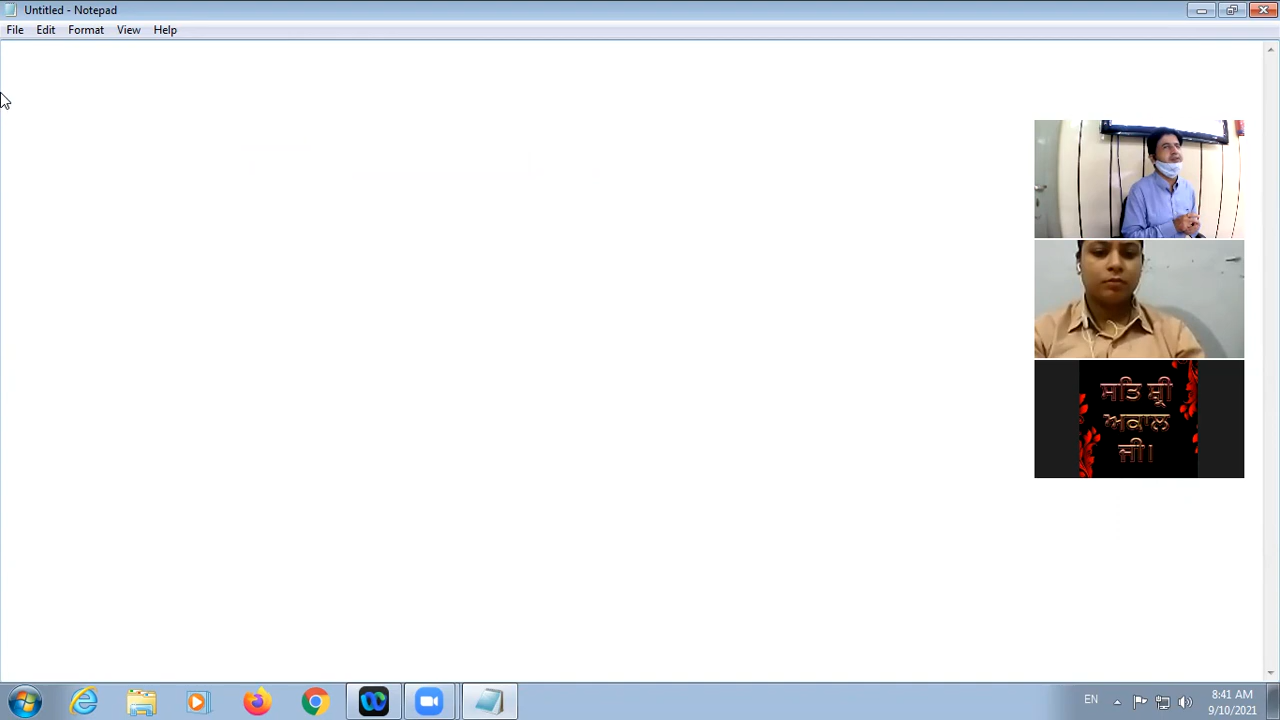 Untitled - Notepad
File Edit Format View Help
ਸਤਿ ਸ਼੍ਰੀ
ਅਕਾਲ
ਜੀ।
EN
8:41 AM
9/10/2021